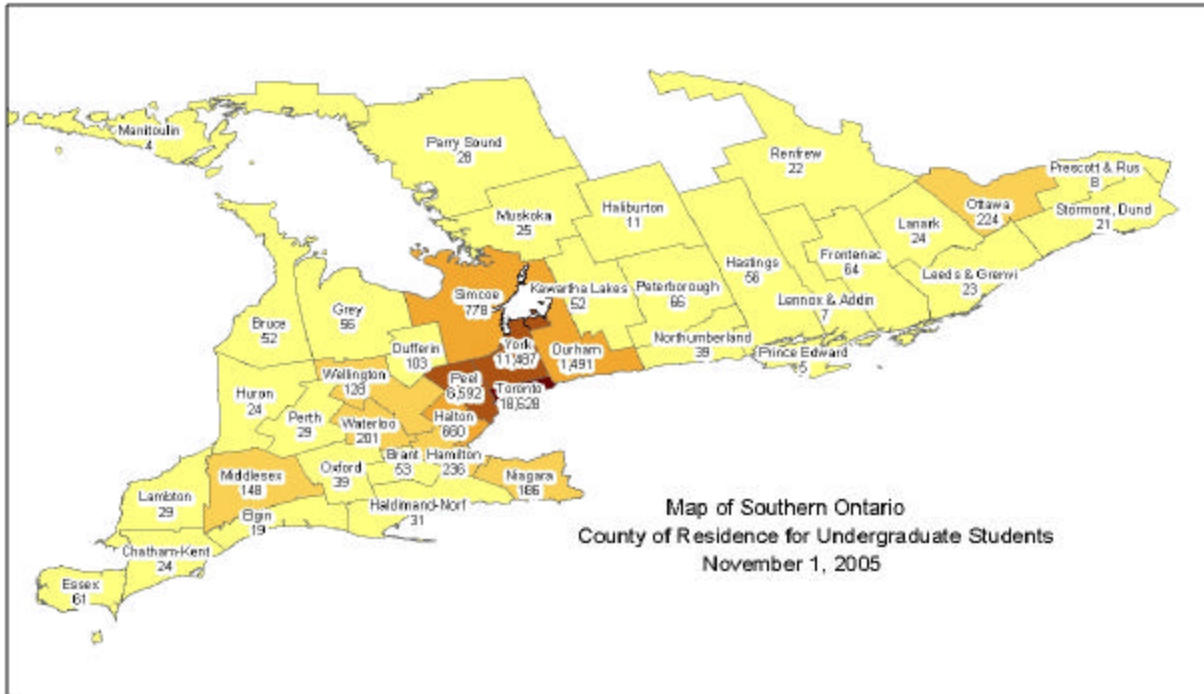 Manitoulin
4
Parry Sound
28
Renfrew
22
Prescott & Rus
8
Ottawa
224
Stormont, Dund
21
Muskoka
25
Haliburton
11
Lanark
24
Frontenac
64
Leeds & Grenvi
23
Hastings
56
Lennox & Addin
7
Simcoe
778
Kawartha Lakes
52
Peterborough
66
Grey
56
Bruce
52
Dufferin
103
York
11,487
Durham
1,491
Northumberland
39
Prince Edward
5
Wellington
128
Peel
6,592
Toronto
18,628
Huron
24
Perth
29
Waterloo
201
Halton
660
Brant
53
Hamilton
236
Middlesex
148
Oxford
39
Niagara
186
Lambton
29
Elgin
19
Haldimand-Norf
31
Chatham-Kent
24
Essex
61
Map of Southern Ontario
County of Residence for Undergraduate Students
November 1, 2005